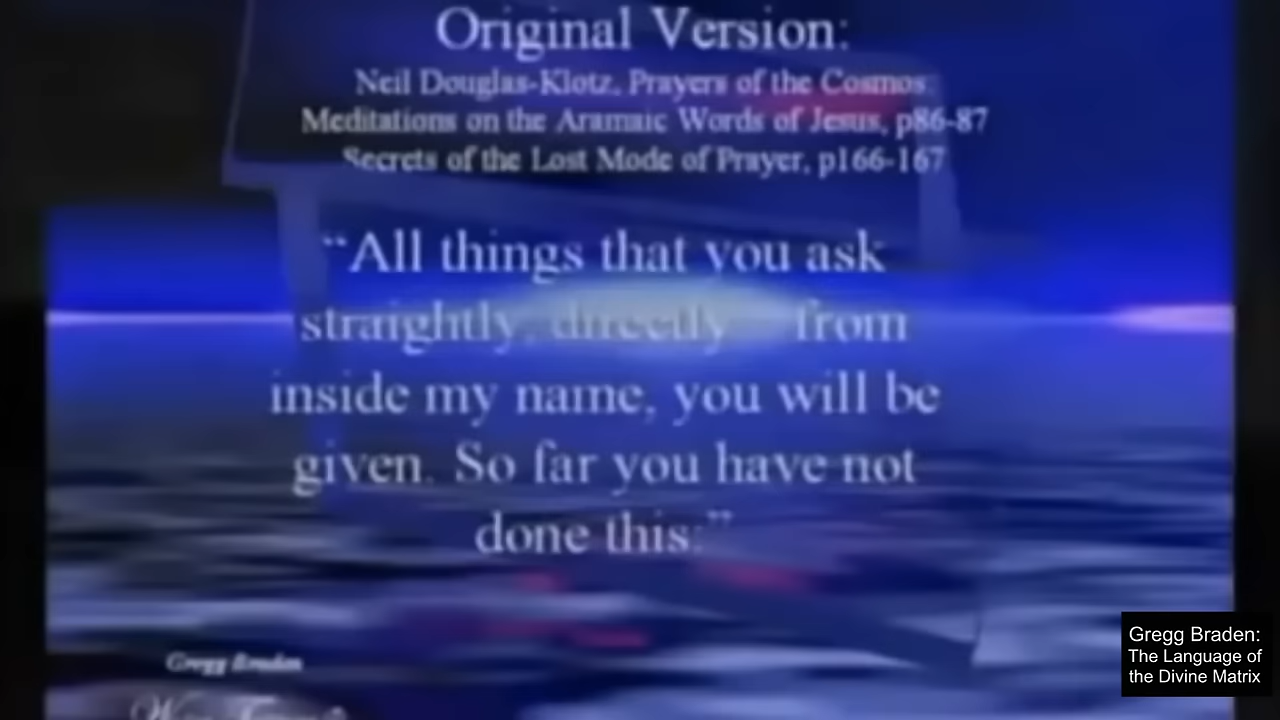 Original Version:
Neil Douglas-Klotz, Prayers of the Cosmos:
Meditations on the Aramaic Words of Jesus, p86-87
Secrets of the Lost Mode of Prayer, p166-167
“All things that you ask
straightly, directly from
inside my name, you will be
given. So far you have not
done this:”
Gregg Braden
Gregg Braden:
The Language of
the Divine Matrix